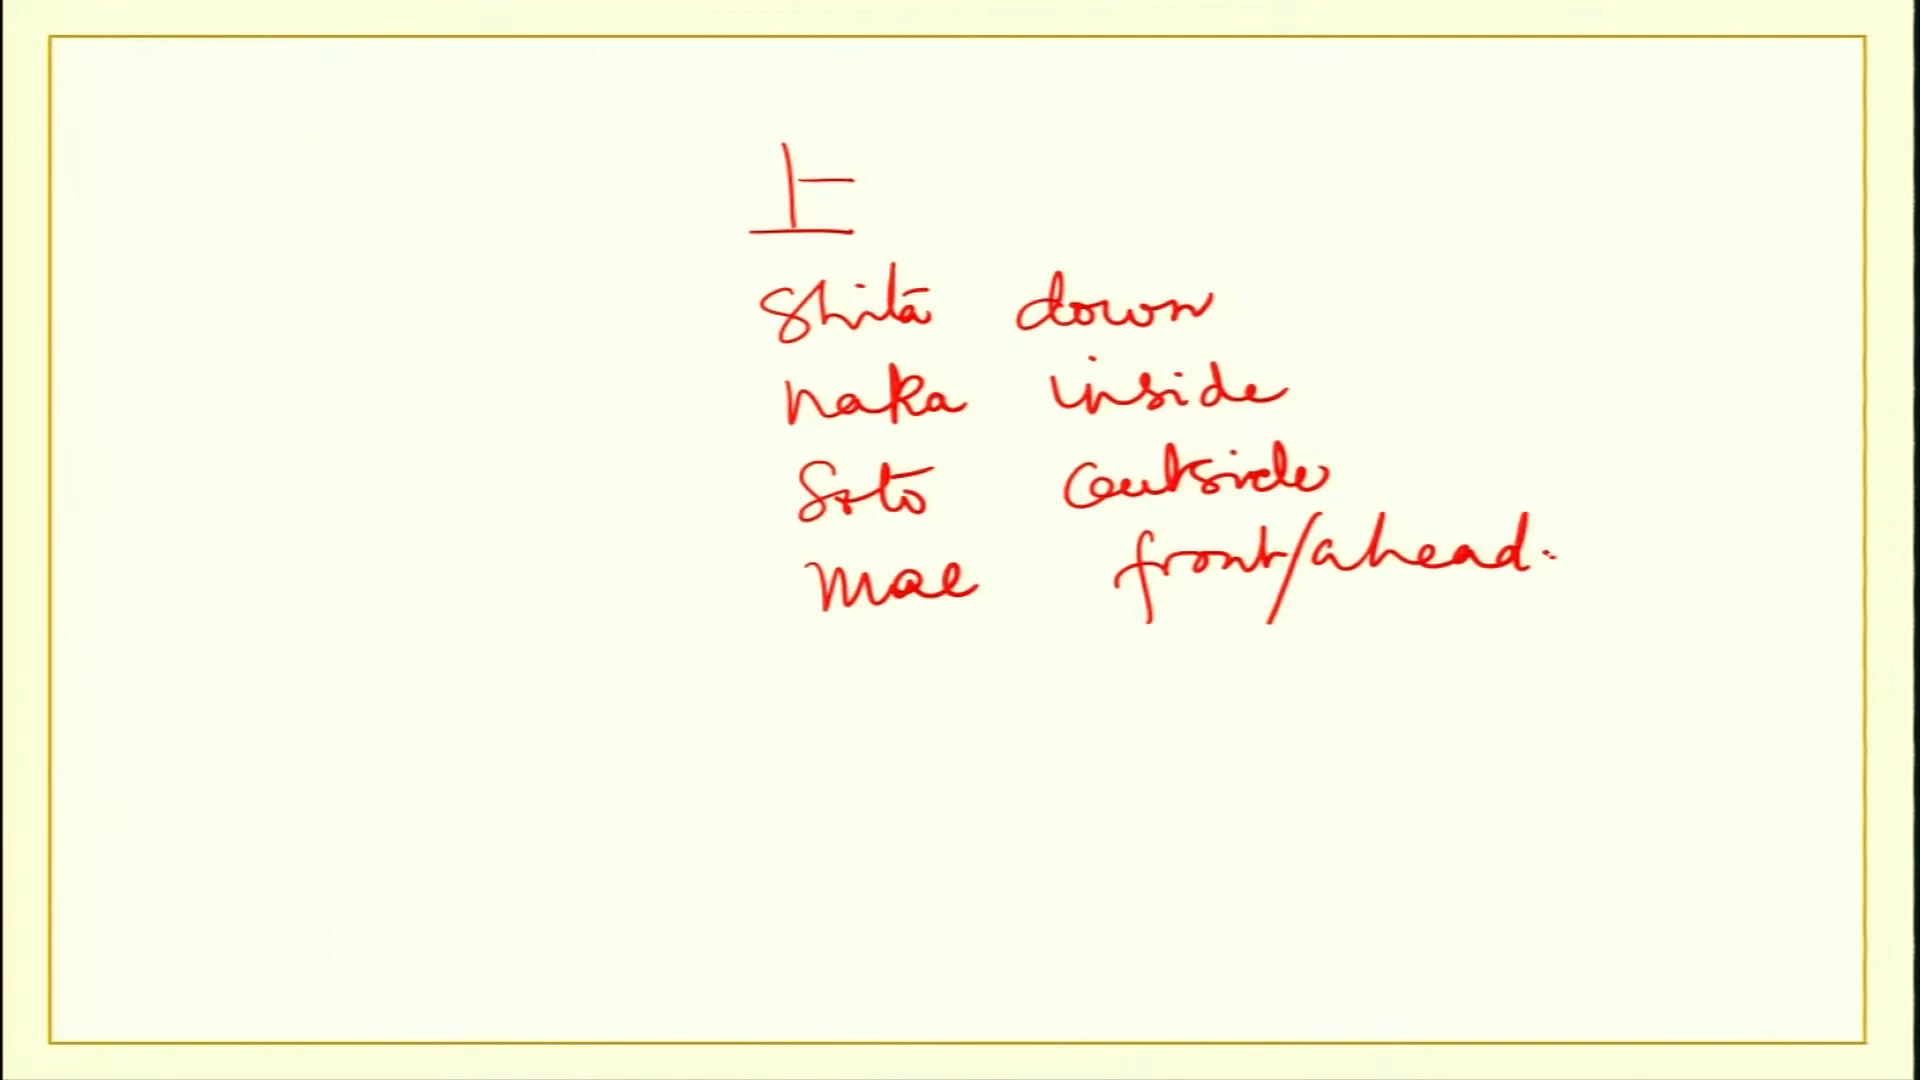 上
Shita down
naka inside
Soto outside
mae front/ahead.